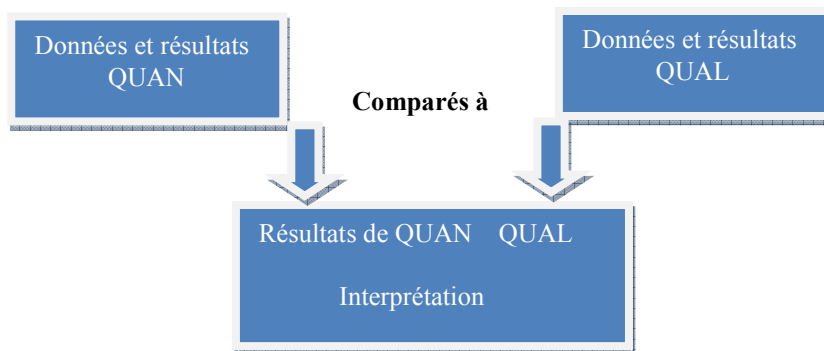 Données et résultats
QUAN
Données et résultats
QUAL
Comparés à
Résultats de QUAN QUAL
Interprétation